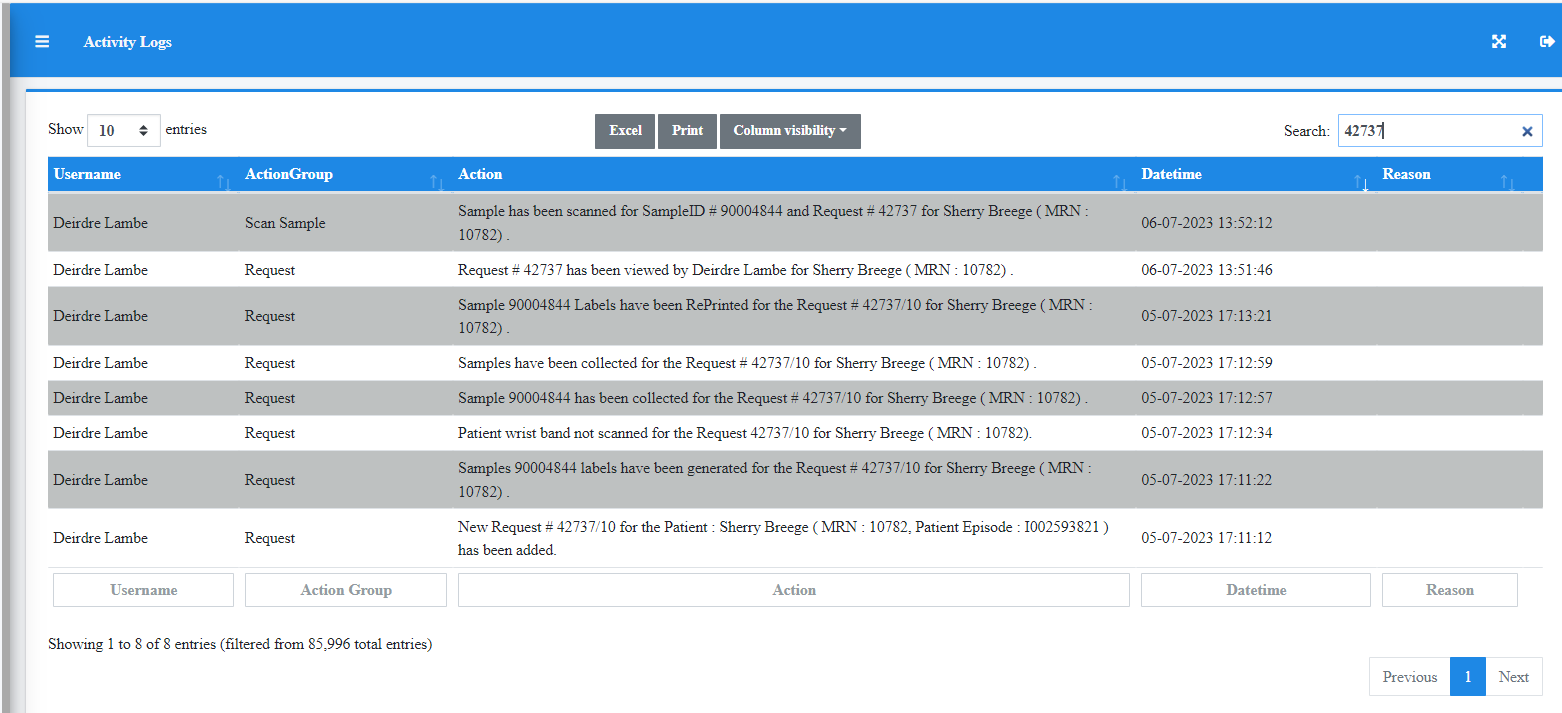 Activity Logs
Show 10 entries
Excel Print Column visibility
Search: 42737
Username ActionGroup Action Datetime Reason
Deirdre Lambe Scan Sample Sample has been scanned for SampleID # 90004844 and Request # 42737 for Sherry Breege ( MRN :
10782) . 06-07-2023 13:52:12
Deirdre Lambe Request Request # 42737 has been viewed by Deirdre Lambe for Sherry Breege ( MRN : 10782) . 06-07-2023 13:51:46
Deirdre Lambe Request Sample 90004844 Labels have been RePrinted for the Request # 42737/10 for Sherry Breege ( MRN :
10782) . 05-07-2023 17:13:21
Deirdre Lambe Request Samples have been collected for the Request # 42737/10 for Sherry Breege ( MRN : 10782) . 05-07-2023 17:12:59
Deirdre Lambe Request Sample 90004844 has been collected for the Request # 42737/10 for Sherry Breege ( MRN : 10782) . 05-07-2023 17:12:57
Deirdre Lambe Request Patient wrist band not scanned for the Request 42737/10 for Sherry Breege ( MRN : 10782). 05-07-2023 17:12:34
Deirdre Lambe Request Samples 90004844 labels have been generated for the Request # 42737/10 for Sherry Breege ( MRN :
10782) . 05-07-2023 17:11:22
Deirdre Lambe Request New Request # 42737/10 for the Patient : Sherry Breege ( MRN : 10782, Patient Episode : I002593821 )
has been added. 05-07-2023 17:11:12
Username Action Group Action Datetime Reason
Showing 1 to 8 of 8 entries (filtered from 85,996 total entries)
Previous 1 Next